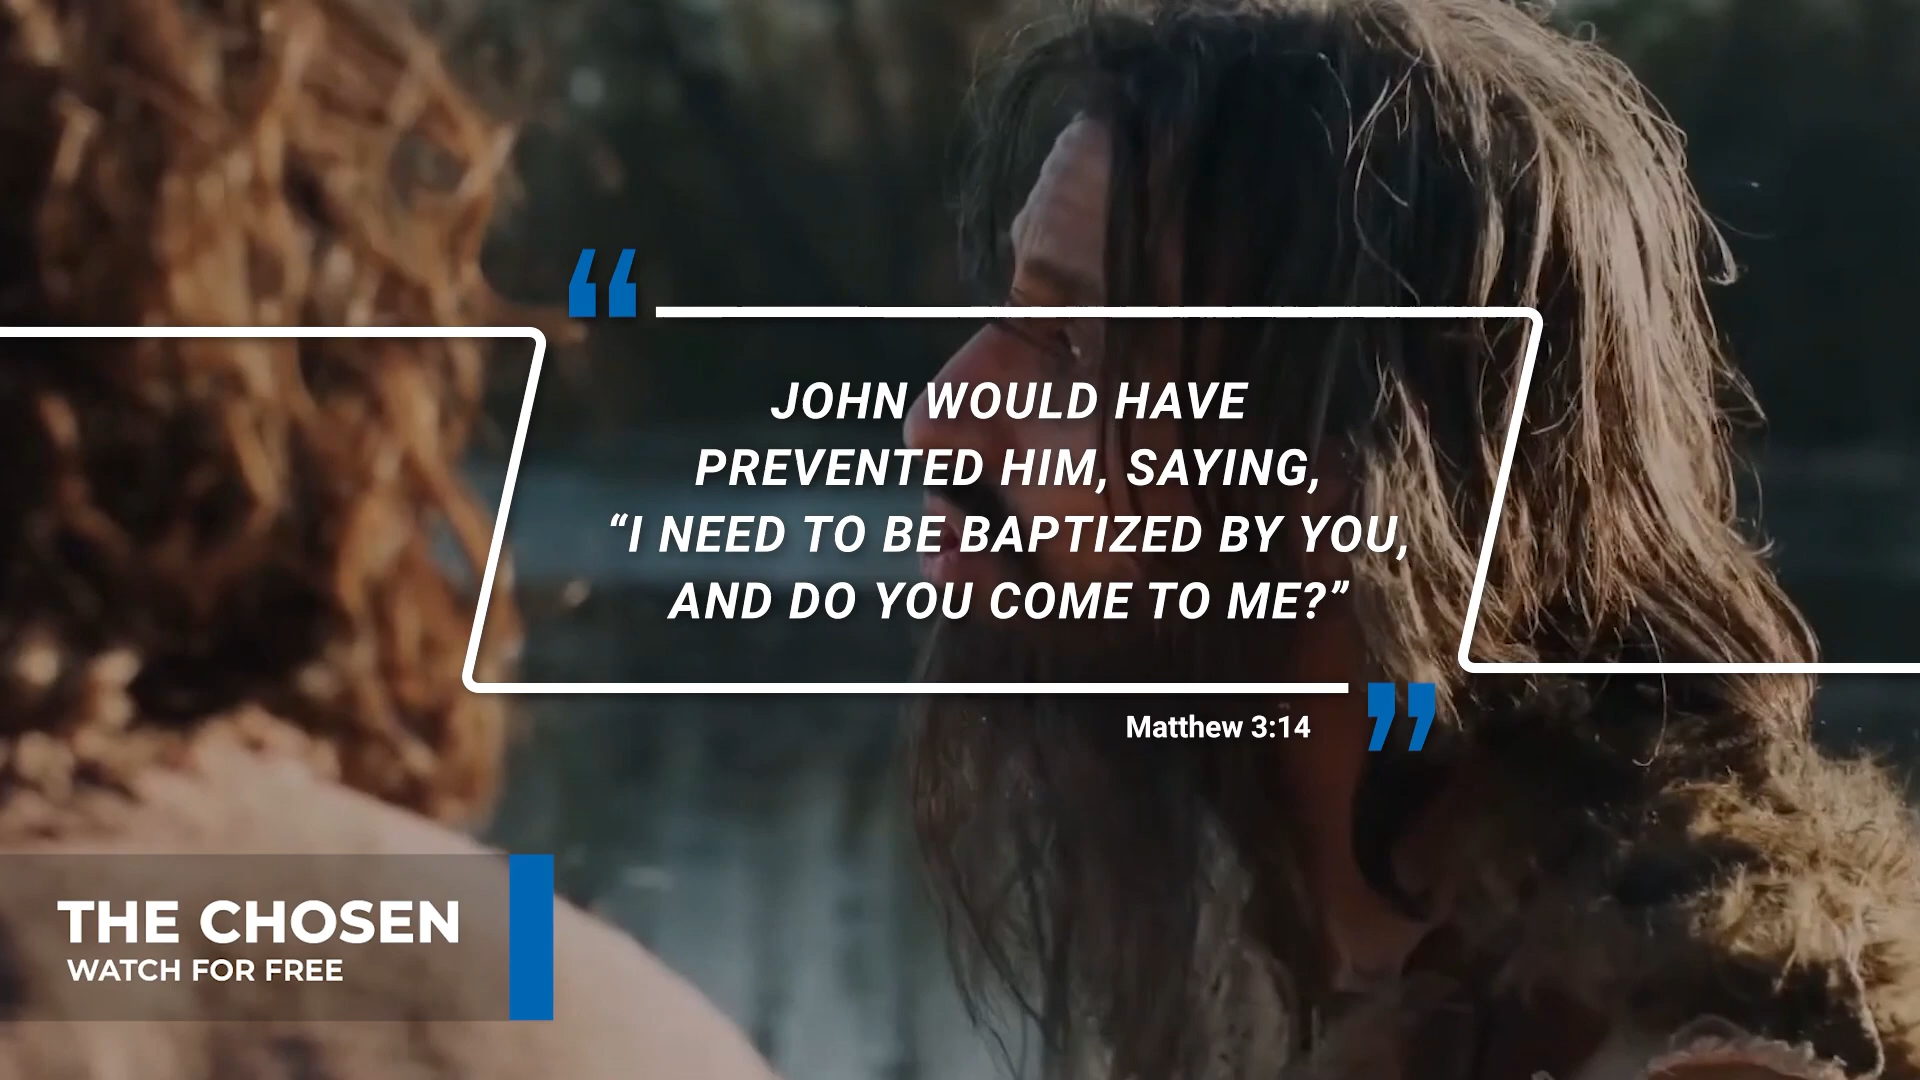 JOHN WOULD HAVE
PREVENTED HIM, SAYING,
“I NEED TO BE BAPTIZED BY YOU,
AND DO YOU COME TO ME?”
Matthew 3:14
THE CHOSEN
WATCH FOR FREE